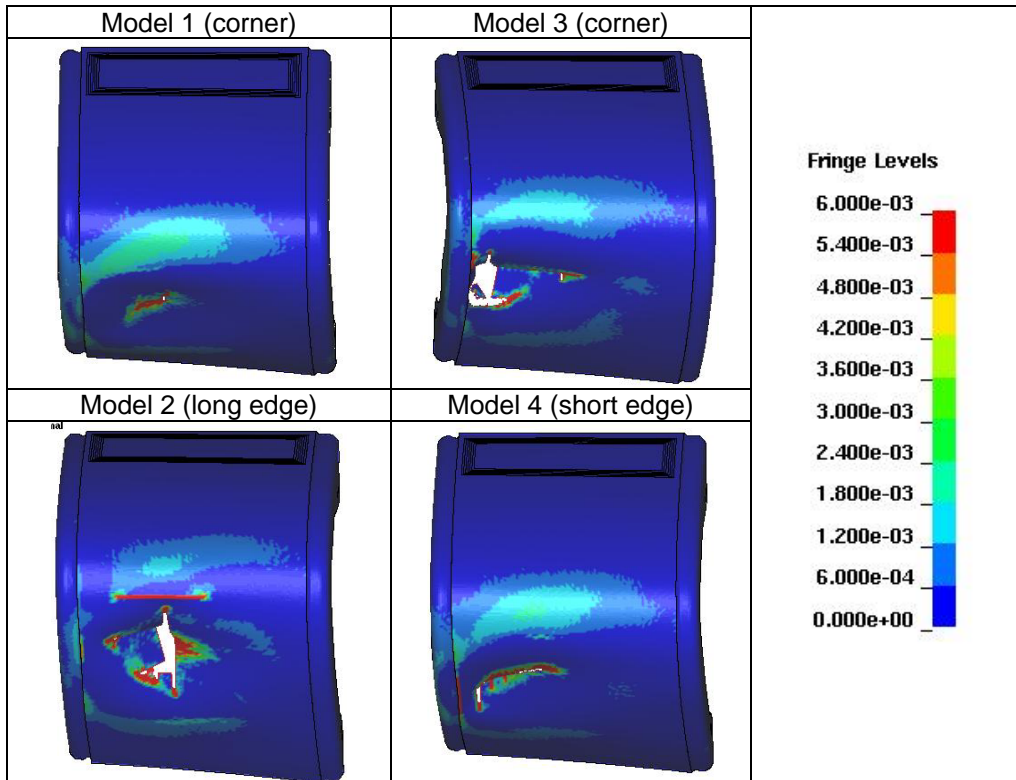 Model 1 (corner)
Model 3 (corner)
Fringe Levels
6.000e-03
5.400e-03
4.800e-03
4.200e-03
3.600e-03
3.000e-03
2.400e-03
1.800e-03
1.200e-03
6.000e-04
0.000e+00
Model 2 (long edge)
Model 4 (short edge)
nal